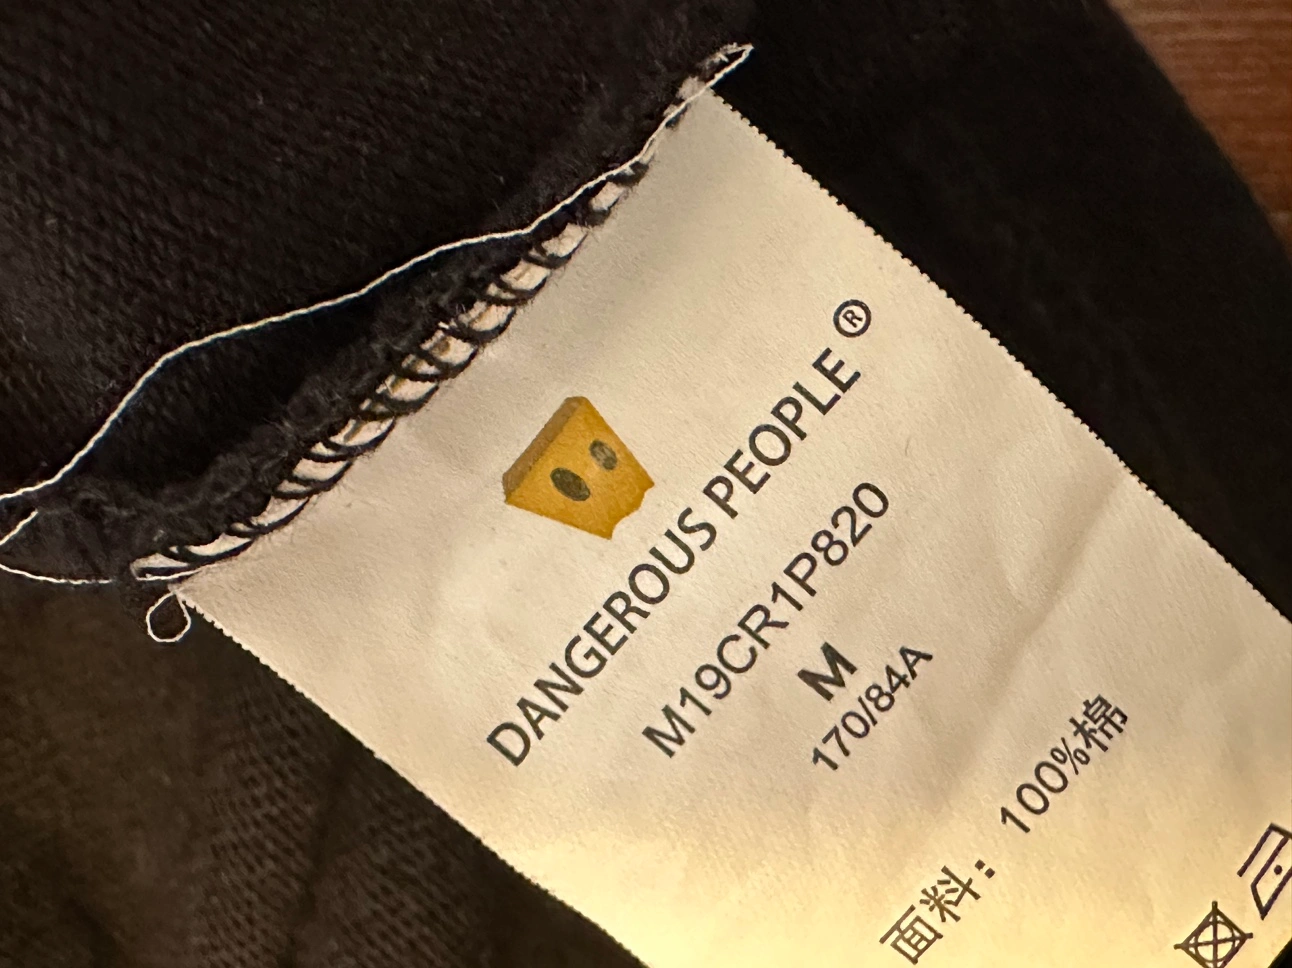 DANGEROUS PEOPLE ®
M19CR1P820
M
170/84A
面料： 100%棉